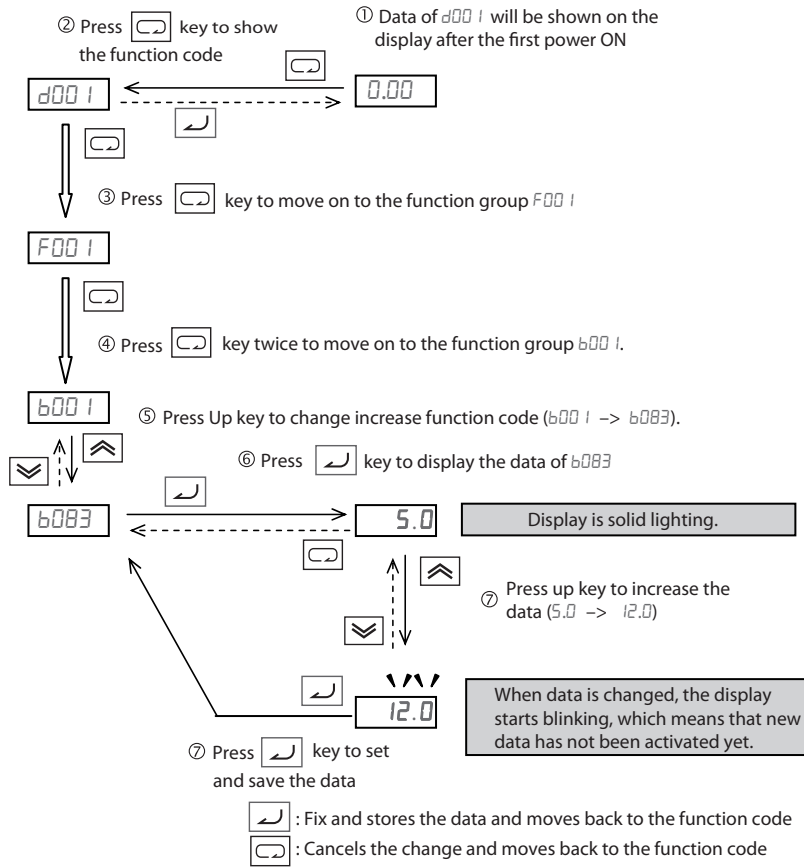 ① Data of d001 will be shown on the
display after the first power ON
② Press key to show
the function code
d001
0.00
③ Press key to move on to the function group F001
F001
④ Press key twice to move on to the function group b001.
b001
⑤ Press Up key to change increase function code (b001 –> b083).
⑥ Press key to display the data of b083
b083
5.0
Display is solid lighting.
⑦ Press up key to increase the
data (5.0 –> 12.0)
12.0
When data is changed, the display
starts blinking, which means that new
data has not been activated yet.
⑦ Press key to set
and save the data
: Fix and stores the data and moves back to the function code
: Cancels the change and moves back to the function code